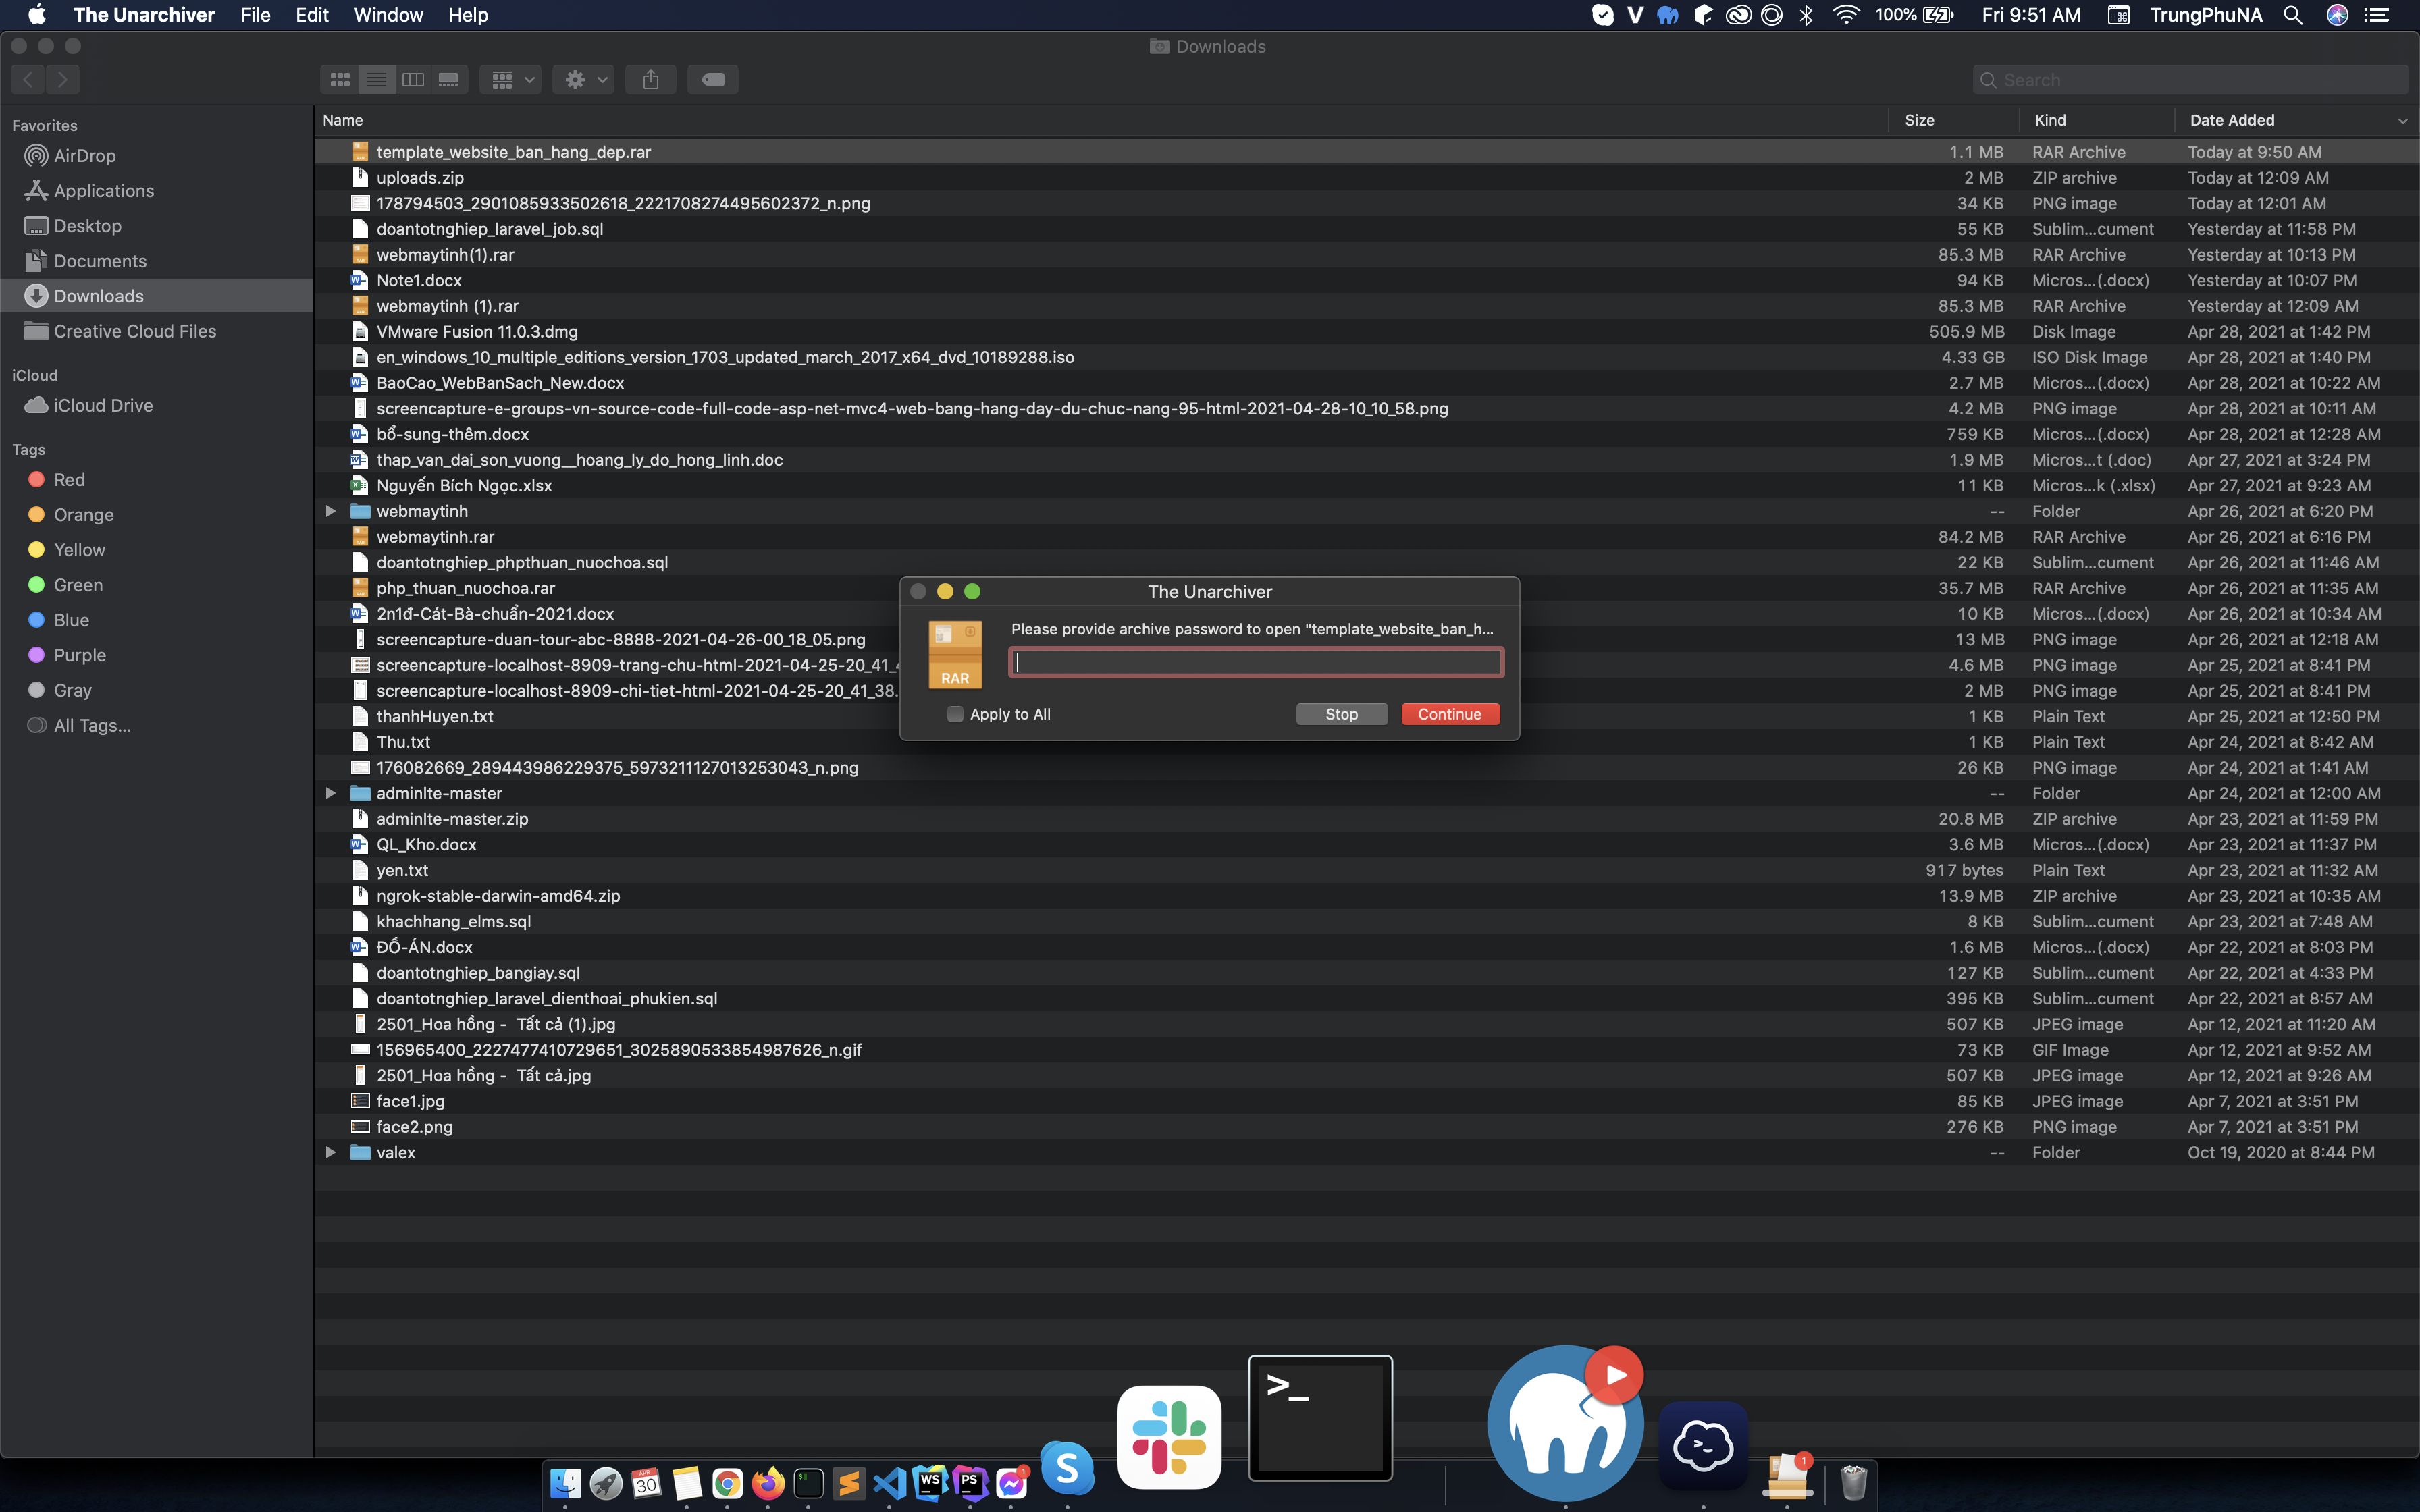 The Unarchiver File Edit Window Help 100% Fri 9:51 AM TrungPhuNA
Downloads
Search
Name Size Kind Date Added
Favorites
AirDrop
Applications
Desktop
Documents
Downloads
Creative Cloud Files
iCloud
iCloud Drive
Tags
Red
Orange
Yellow
Green
Blue
Purple
Gray
All Tags...
template_website_ban_hang_dep.rar 1.1 MB RAR Archive Today at 9:50 AM
uploads.zip 2 MB ZIP archive Today at 12:09 AM
178794503_2901085933502618_2221708274495602372_n.png 34 KB PNG image Today at 12:01 AM
doantotnghiep_laravel_job.sql 55 KB Sublim...cument Yesterday at 11:58 PM
webmaytinh(1).rar 85.3 MB RAR Archive Yesterday at 10:13 PM
Note1.docx 94 KB Micros...(.docx) Yesterday at 10:07 PM
webmaytinh (1).rar 85.3 MB RAR Archive Yesterday at 12:09 AM
VMware Fusion 11.0.3.dmg 505.9 MB Disk Image Apr 28, 2021 at 1:42 PM
en_windows_10_multiple_editions_version_1703_updated_march_2017_x64_dvd_10189288.iso 4.33 GB ISO Disk Image Apr 28, 2021 at 1:40 PM
BaoCao_WebBanSach_New.docx 2.7 MB Micros...(.docx) Apr 28, 2021 at 10:22 AM
screencapture-e-groups-vn-source-code-full-code-asp-net-mvc4-web-bang-hang-day-du-chuc-nang-95-html-2021-04-28-10_10_58.png 4.2 MB PNG image Apr 28, 2021 at 10:11 AM
bổ-sung-thêm.docx 759 KB Micros...(.docx) Apr 28, 2021 at 12:28 AM
thap_van_dai_son_vuong__hoang_ly_do_hong_linh.doc 1.9 MB Micros...t (.doc) Apr 27, 2021 at 3:24 PM
Nguyến Bích Ngọc.xlsx 11 KB Micros...k (.xlsx) Apr 27, 2021 at 9:23 AM
webmaytinh -- Folder Apr 26, 2021 at 6:20 PM
webmaytinh.rar 84.2 MB RAR Archive Apr 26, 2021 at 6:16 PM
doantotnghiep_phpthuan_nuochoa.sql 22 KB Sublim...cument Apr 26, 2021 at 11:46 AM
php_thuan_nuochoa.rar 35.7 MB RAR Archive Apr 26, 2021 at 11:35 AM
2n1đ-Cát-Bà-chuẩn-2021.docx 10 KB Micros...(.docx) Apr 26, 2021 at 10:34 AM
screencapture-duan-tour-abc-8888-2021-04-26-00_18_05.png 13 MB PNG image Apr 26, 2021 at 12:18 AM
screencapture-localhost-8909-trang-chu-html-2021-04-25-20_41_4 4.6 MB PNG image Apr 25, 2021 at 8:41 PM
screencapture-localhost-8909-chi-tiet-html-2021-04-25-20_41_38. 2 MB PNG image Apr 25, 2021 at 8:41 PM
thanhHuyen.txt 1 KB Plain Text Apr 25, 2021 at 12:50 PM
Thu.txt 1 KB Plain Text Apr 24, 2021 at 8:42 AM
176082669_289443986229375_5973211127013253043_n.png 26 KB PNG image Apr 24, 2021 at 1:41 AM
adminlte-master -- Folder Apr 24, 2021 at 12:00 AM
adminlte-master.zip 20.8 MB ZIP archive Apr 23, 2021 at 11:59 PM
QL_Kho.docx 3.6 MB Micros...(.docx) Apr 23, 2021 at 11:37 PM
yen.txt 917 bytes Plain Text Apr 23, 2021 at 11:32 AM
ngrok-stable-darwin-amd64.zip 13.9 MB ZIP archive Apr 23, 2021 at 10:35 AM
khachhang_elms.sql 8 KB Sublim...cument Apr 23, 2021 at 7:48 AM
ĐỒ-ÁN.docx 1.6 MB Micros...(.docx) Apr 22, 2021 at 8:03 PM
doantotnghiep_bangiay.sql 127 KB Sublim...cument Apr 22, 2021 at 4:33 PM
doantotnghiep_laravel_dienthoai_phukien.sql 395 KB Sublim...cument Apr 22, 2021 at 8:57 AM
2501_Hoa hồng - Tất cả (1).jpg 507 KB JPEG image Apr 12, 2021 at 11:20 AM
156965400_2227477410729651_3025890533854987626_n.gif 73 KB GIF Image Apr 12, 2021 at 9:52 AM
2501_Hoa hồng - Tất cả.jpg 507 KB JPEG image Apr 12, 2021 at 9:26 AM
face1.jpg 85 KB JPEG image Apr 7, 2021 at 3:51 PM
face2.png 276 KB PNG image Apr 7, 2021 at 3:51 PM
valex -- Folder Oct 19, 2020 at 8:44 PM
The Unarchiver
Please provide archive password to open "template_website_ban_h...
RAR
Apply to All Stop Continue
APR
30
WS
PS
1
S
>_
>_
1